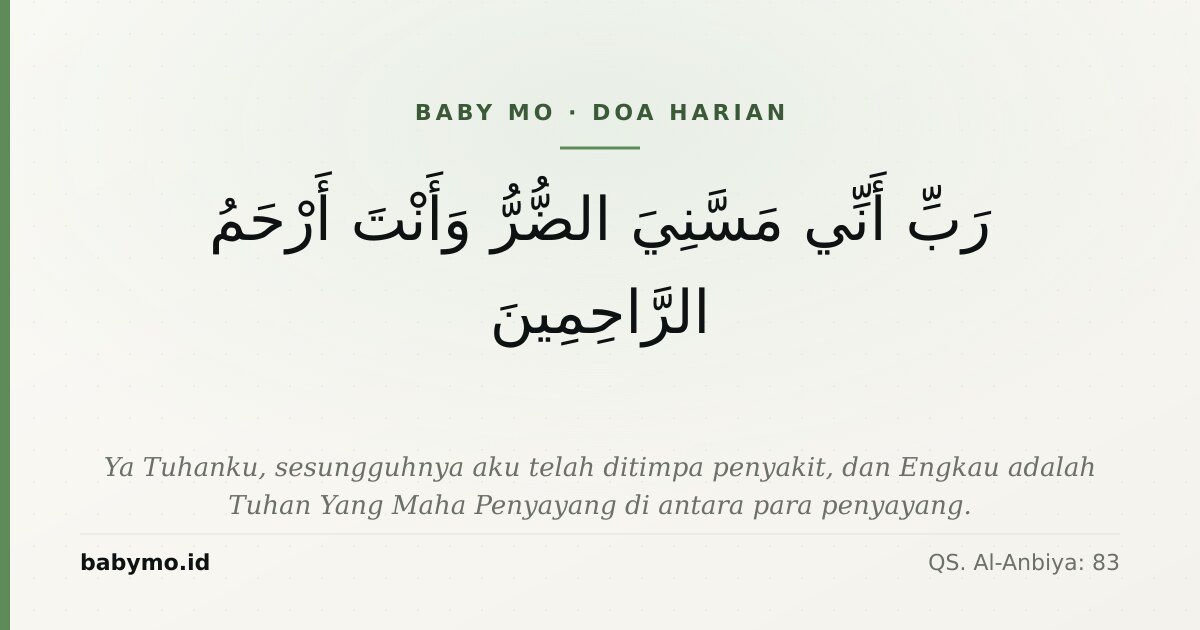 BABY MO · DOA HARIAN
رَبِّ أَنِّي مَسَّنِيَ الضُّرُّ وَأَنْتَ أَرْحَمُ
الرَّاحِمِينَ
Ya Tuhanku, sesungguhnya aku telah ditimpa penyakit, dan Engkau adalah
Tuhan Yang Maha Penyayang di antara para penyayang.
babymo.id
QS. Al-Anbiya: 83